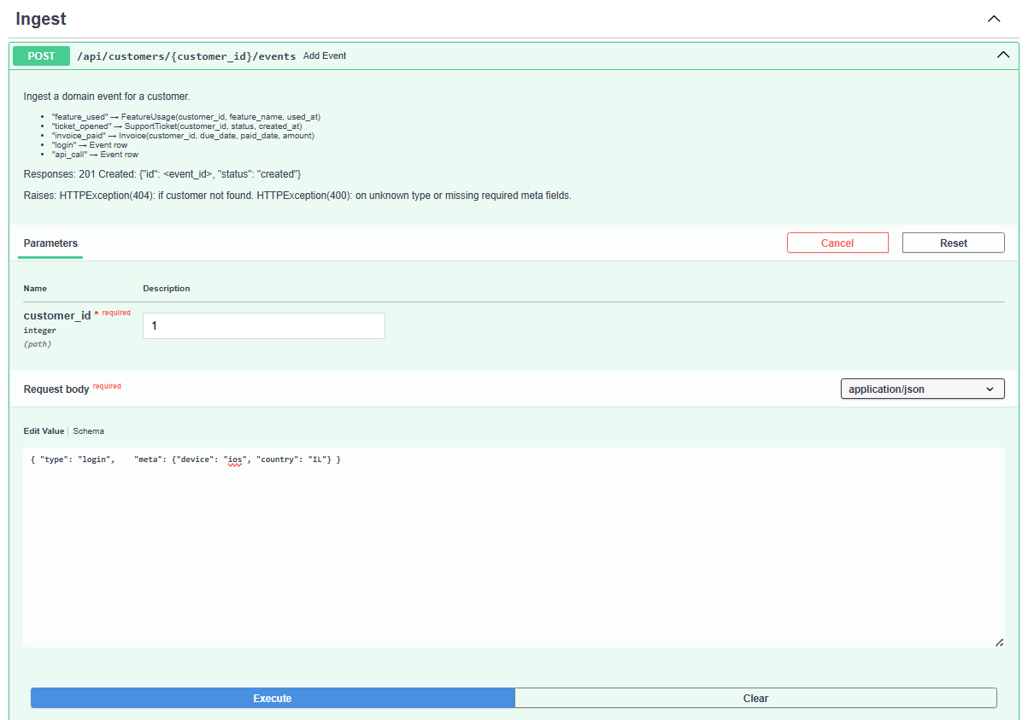 Ingest
POST /api/customers/{customer_id}/events Add Event
Ingest a domain event for a customer.
• "feature_used" → FeatureUsage(customer_id, feature_name, used_at)
• "ticket_opened" → SupportTicket(customer_id, status, created_at)
• "invoice_paid" → Invoice(customer_id, due_date, paid_date, amount)
• "login" → Event row
• "api_call" → Event row
Responses: 201 Created: {"id": <event_id>, "status": "created"}
Raises: HTTPException(404): if customer not found. HTTPException(400): on unknown type or missing required meta fields.
Parameters Cancel Reset
Name Description
customer_id * required
integer
(path)
1
Request body required application/json
Edit Value | Schema
{ "type": "login",    "meta": {"device": "ios", "country": "IL"} }
Execute Clear